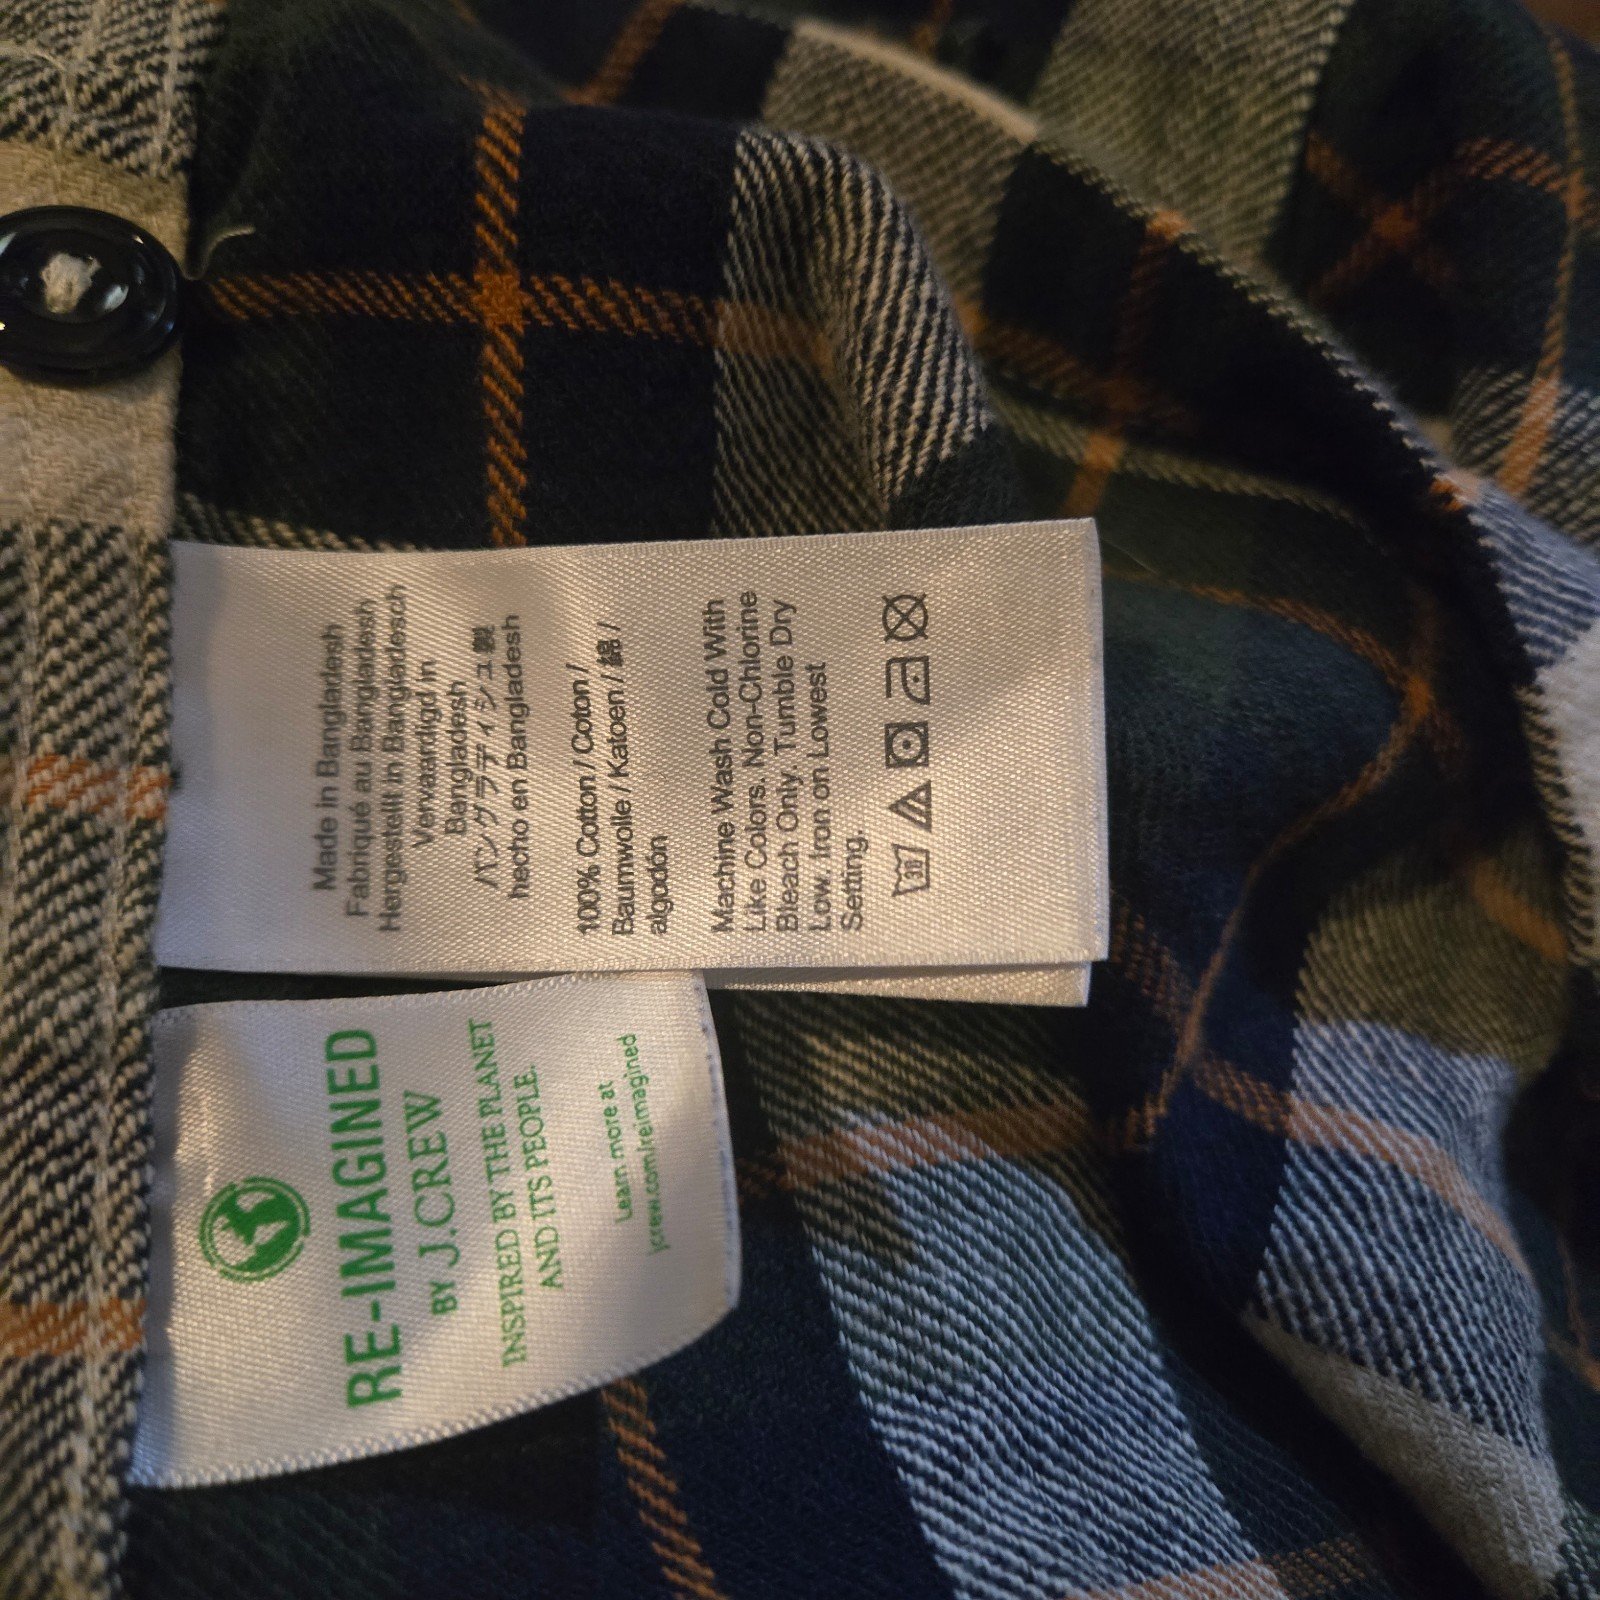 Made in Bangladesh
Fabriqué au Bangladesh
Hergestellt in Bangladesch
Vervaardigd in
Bangladesh
バングラディシュ製
hecho en Bangladesh
100% Cotton / Coton /
Baumwolle / Katoen / 綿 /
algodón
Machine Wash Cold With
Like Colors. Non-Chlorine
Bleach Only. Tumble Dry
Low. Iron on Lowest
Setting.
30
RE-IMAGINED
BY J.CREW
INSPIRED BY THE PLANET
AND ITS PEOPLE.
Learn more at
jcrew.com/reimagined